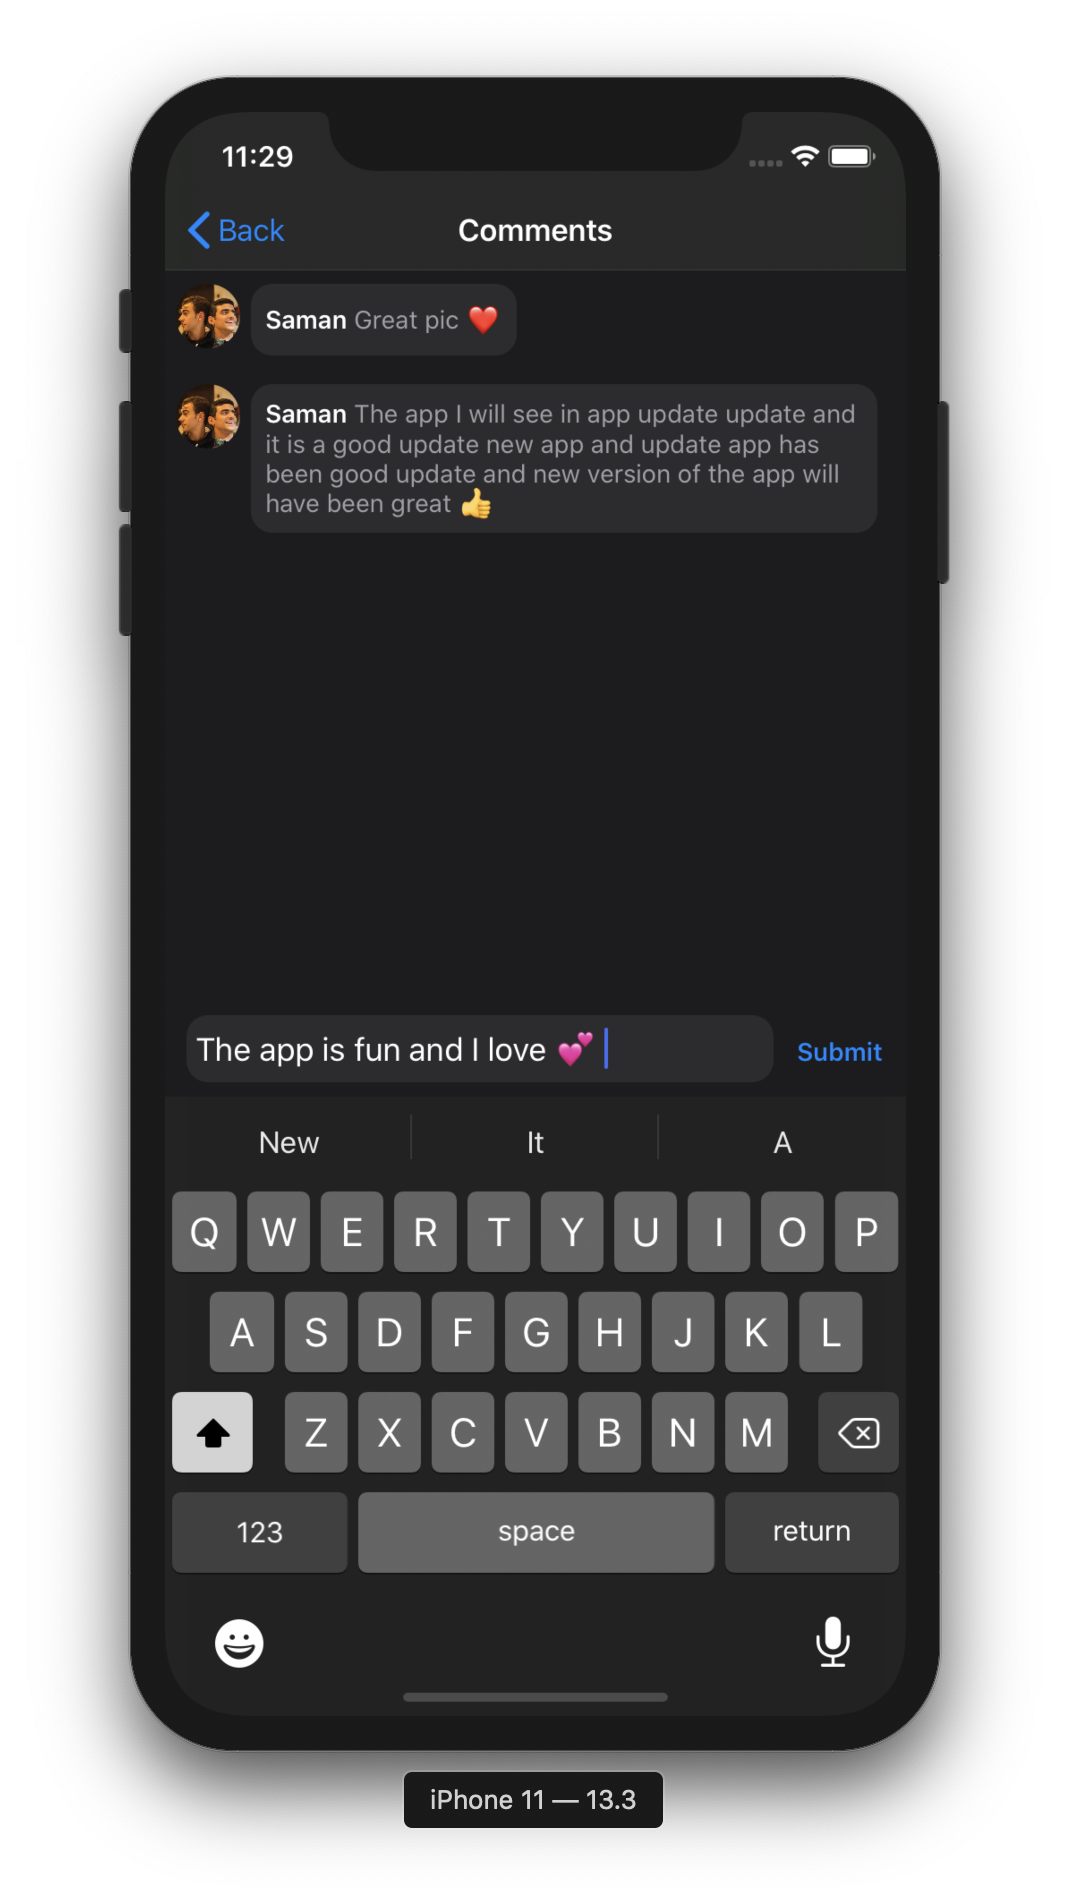 11:29
Back
Comments
Saman Great pic ❤️
Saman The app I will see in app update update and
it is a good update new app and update app has
been good update and new version of the app will
have been great 👍
The app is fun and I love 💕
Submit
New It A
Q W E R T Y U I O P
A S D F G H J K L
Z X C V B N M
123 space return
iPhone 11 — 13.3